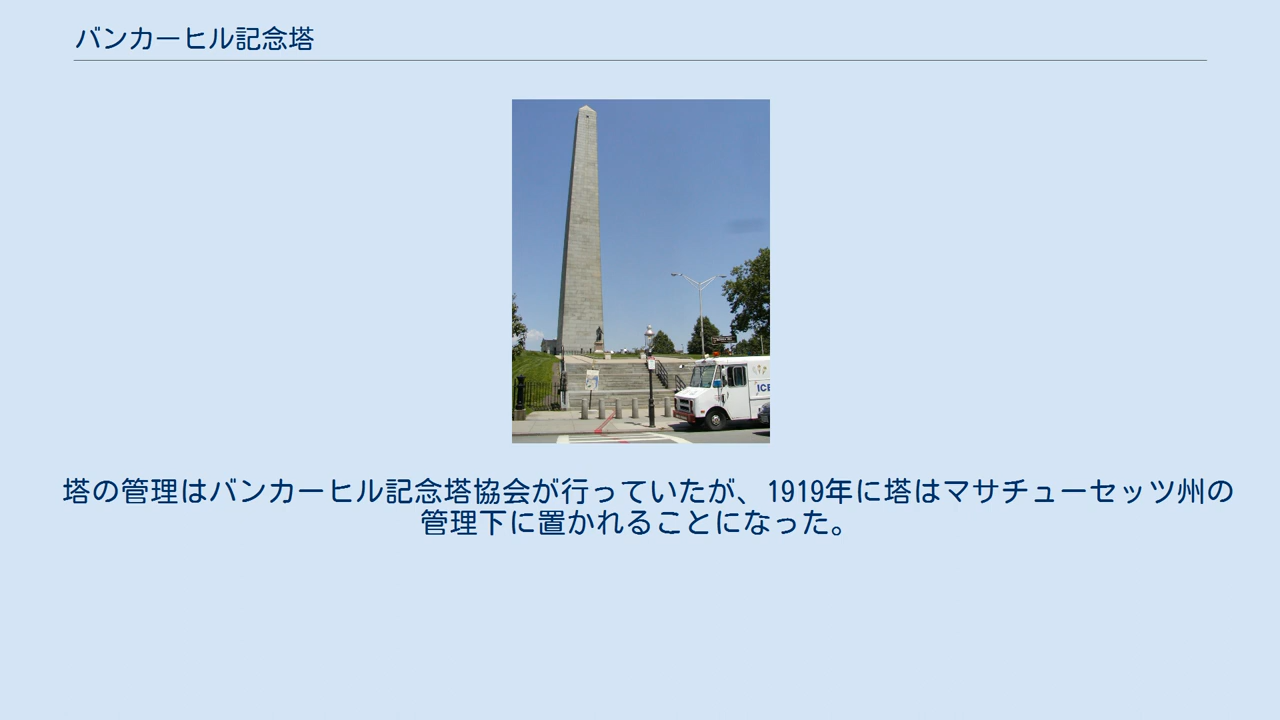 バンカーヒル記念塔
ICE
塔の管理はバンカーヒル記念塔協会が行っていたが、1919年に塔はマサチューセッツ州の
管理下に置かれることになった。